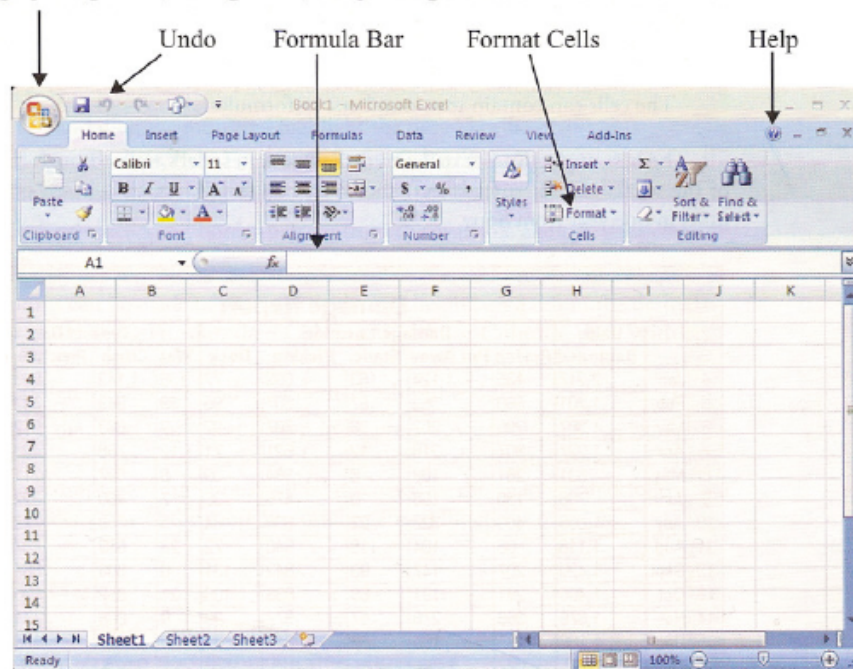 Undo Formula Bar Format Cells Help
Book1 - Microsoft Excel
Home Insert Page Layout Formulas Data Review View Add-Ins
Calibri 11 General Insert Σ
Paste B I U A A $ % , Styles Delete Sort & Filter Find & Select
A Format
Clipboard Font Alignment Number Cells Editing
A1 fx
A B C D E F G H I J K
1
2
3
4
5
6
7
8
9
10
11
12
13
14
15
Sheet1 Sheet2 Sheet3
Ready 100%